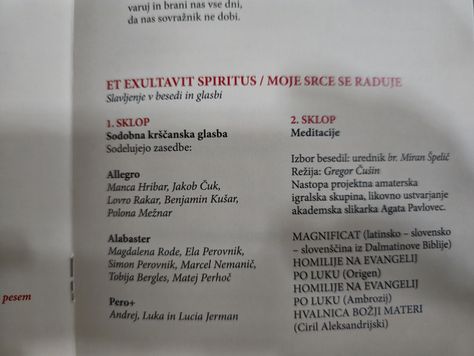 varuj in brani nas vse dni,
da nas sovražnik ne dobi.
ET EXULTAVIT SPIRITUS / MOJE SRCE SE RADUJE
Slavljenje v besedi in glasbi
1. SKLOP
Sodobna krščanska glasba
Sodelujejo zasedbe:
Allegro
Manca Hribar, Jakob Čuk,
Lovro Rakar, Benjamin Kušar,
Polona Mežnar
Alabaster
Magdalena Rode, Ela Perovnik,
Simon Perovnik, Marcel Nemanič,
Tobija Bergles, Matej Perhoč
Pero+
Andrej, Luka in Lucia Jerman
2. SKLOP
Meditacije
Izbor besedil: urednik br. Miran Špelič
Režija: Gregor Čušin
Nastopa projektna amaterska
igralska skupina, likovno ustvarjanje
akademska slikarka Agata Pavlovec.
MAGNIFICAT (latinsko – slovensko
– slovenščina iz Dalmatinove Biblije)
HOMILIJE NA EVANGELIJ
PO LUKU (Origen)
HOMILIJE NA EVANGELIJ
PO LUKU (Ambrozij)
HVALNICA BOŽJI MATERI
(Ciril Aleksandrijski)
pesem